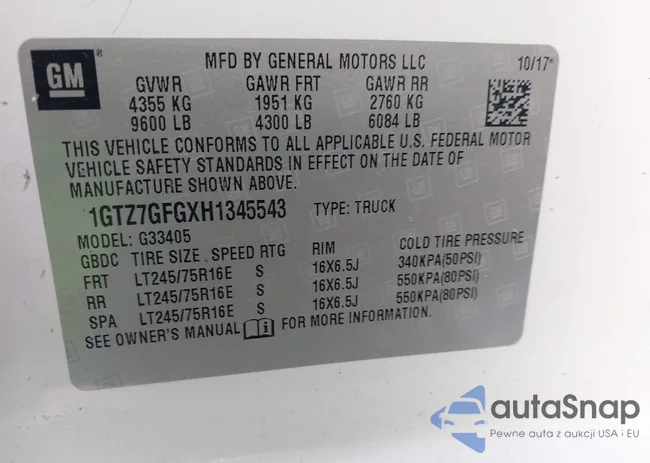 GM
MFD BY GENERAL MOTORS LLC 10/17
GVWR GAWR FRT GAWR RR
4355 KG 1951 KG 2760 KG
9600 LB 4300 LB 6084 LB
THIS VEHICLE CONFORMS TO ALL APPLICABLE U.S. FEDERAL MOTOR
VEHICLE SAFETY STANDARDS IN EFFECT ON THE DATE OF
MANUFACTURE SHOWN ABOVE.
1GTZ7GFGXH1345543 TYPE: TRUCK
MODEL: G33405
GBDC TIRE SIZE SPEED RTG RIM COLD TIRE PRESSURE
FRT LT245/75R16E S 16X6.5J 340KPA(50PSI)
RR LT245/75R16E S 16X6.5J 550KPA(80PSI)
SPA LT245/75R16E S 16X6.5J 550KPA(80PSI)
SEE OWNER'S MANUAL FOR MORE INFORMATION.
autaSnap
Pewne auta z aukcji USA i EU